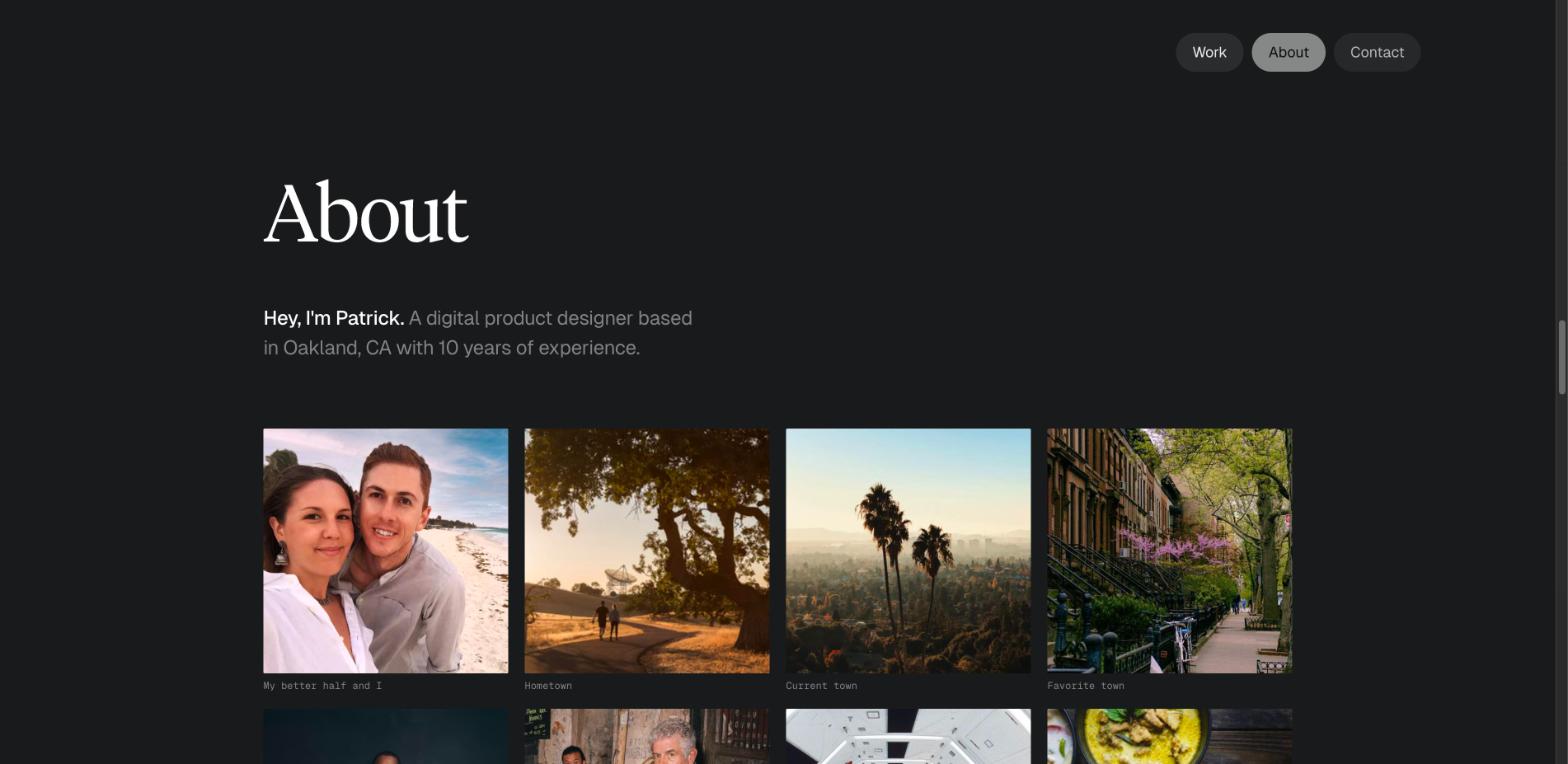 Work
About
Contact
About
Hey, I'm Patrick. A digital product designer based
in Oakland, CA with 10 years of experience.
My better half and I
Hometown
Current town
Favorite town